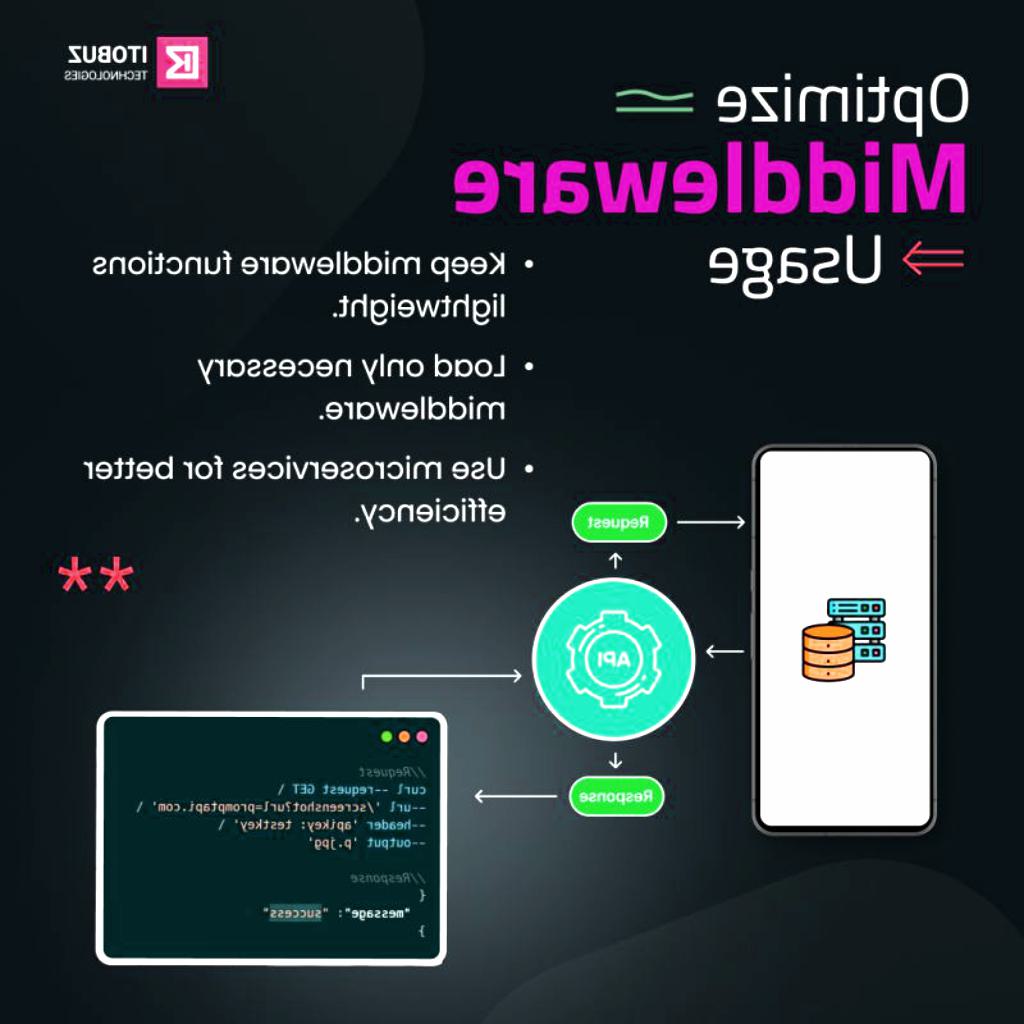 ITOBUZ
TECHNOLOGIES
Optimize
Middleware
Usage
• Keep middleware functions
lightweight.
• Load only necessary
middleware.
• Use microservices for better
efficiency.
**
Request
API
Response
//Request
curl --request GET \
--url '/screenshot?url=promptapi.com' \
--header 'apikey: testkey' \
--output 'p.jpg'
//Response
{
"message": "success"
}